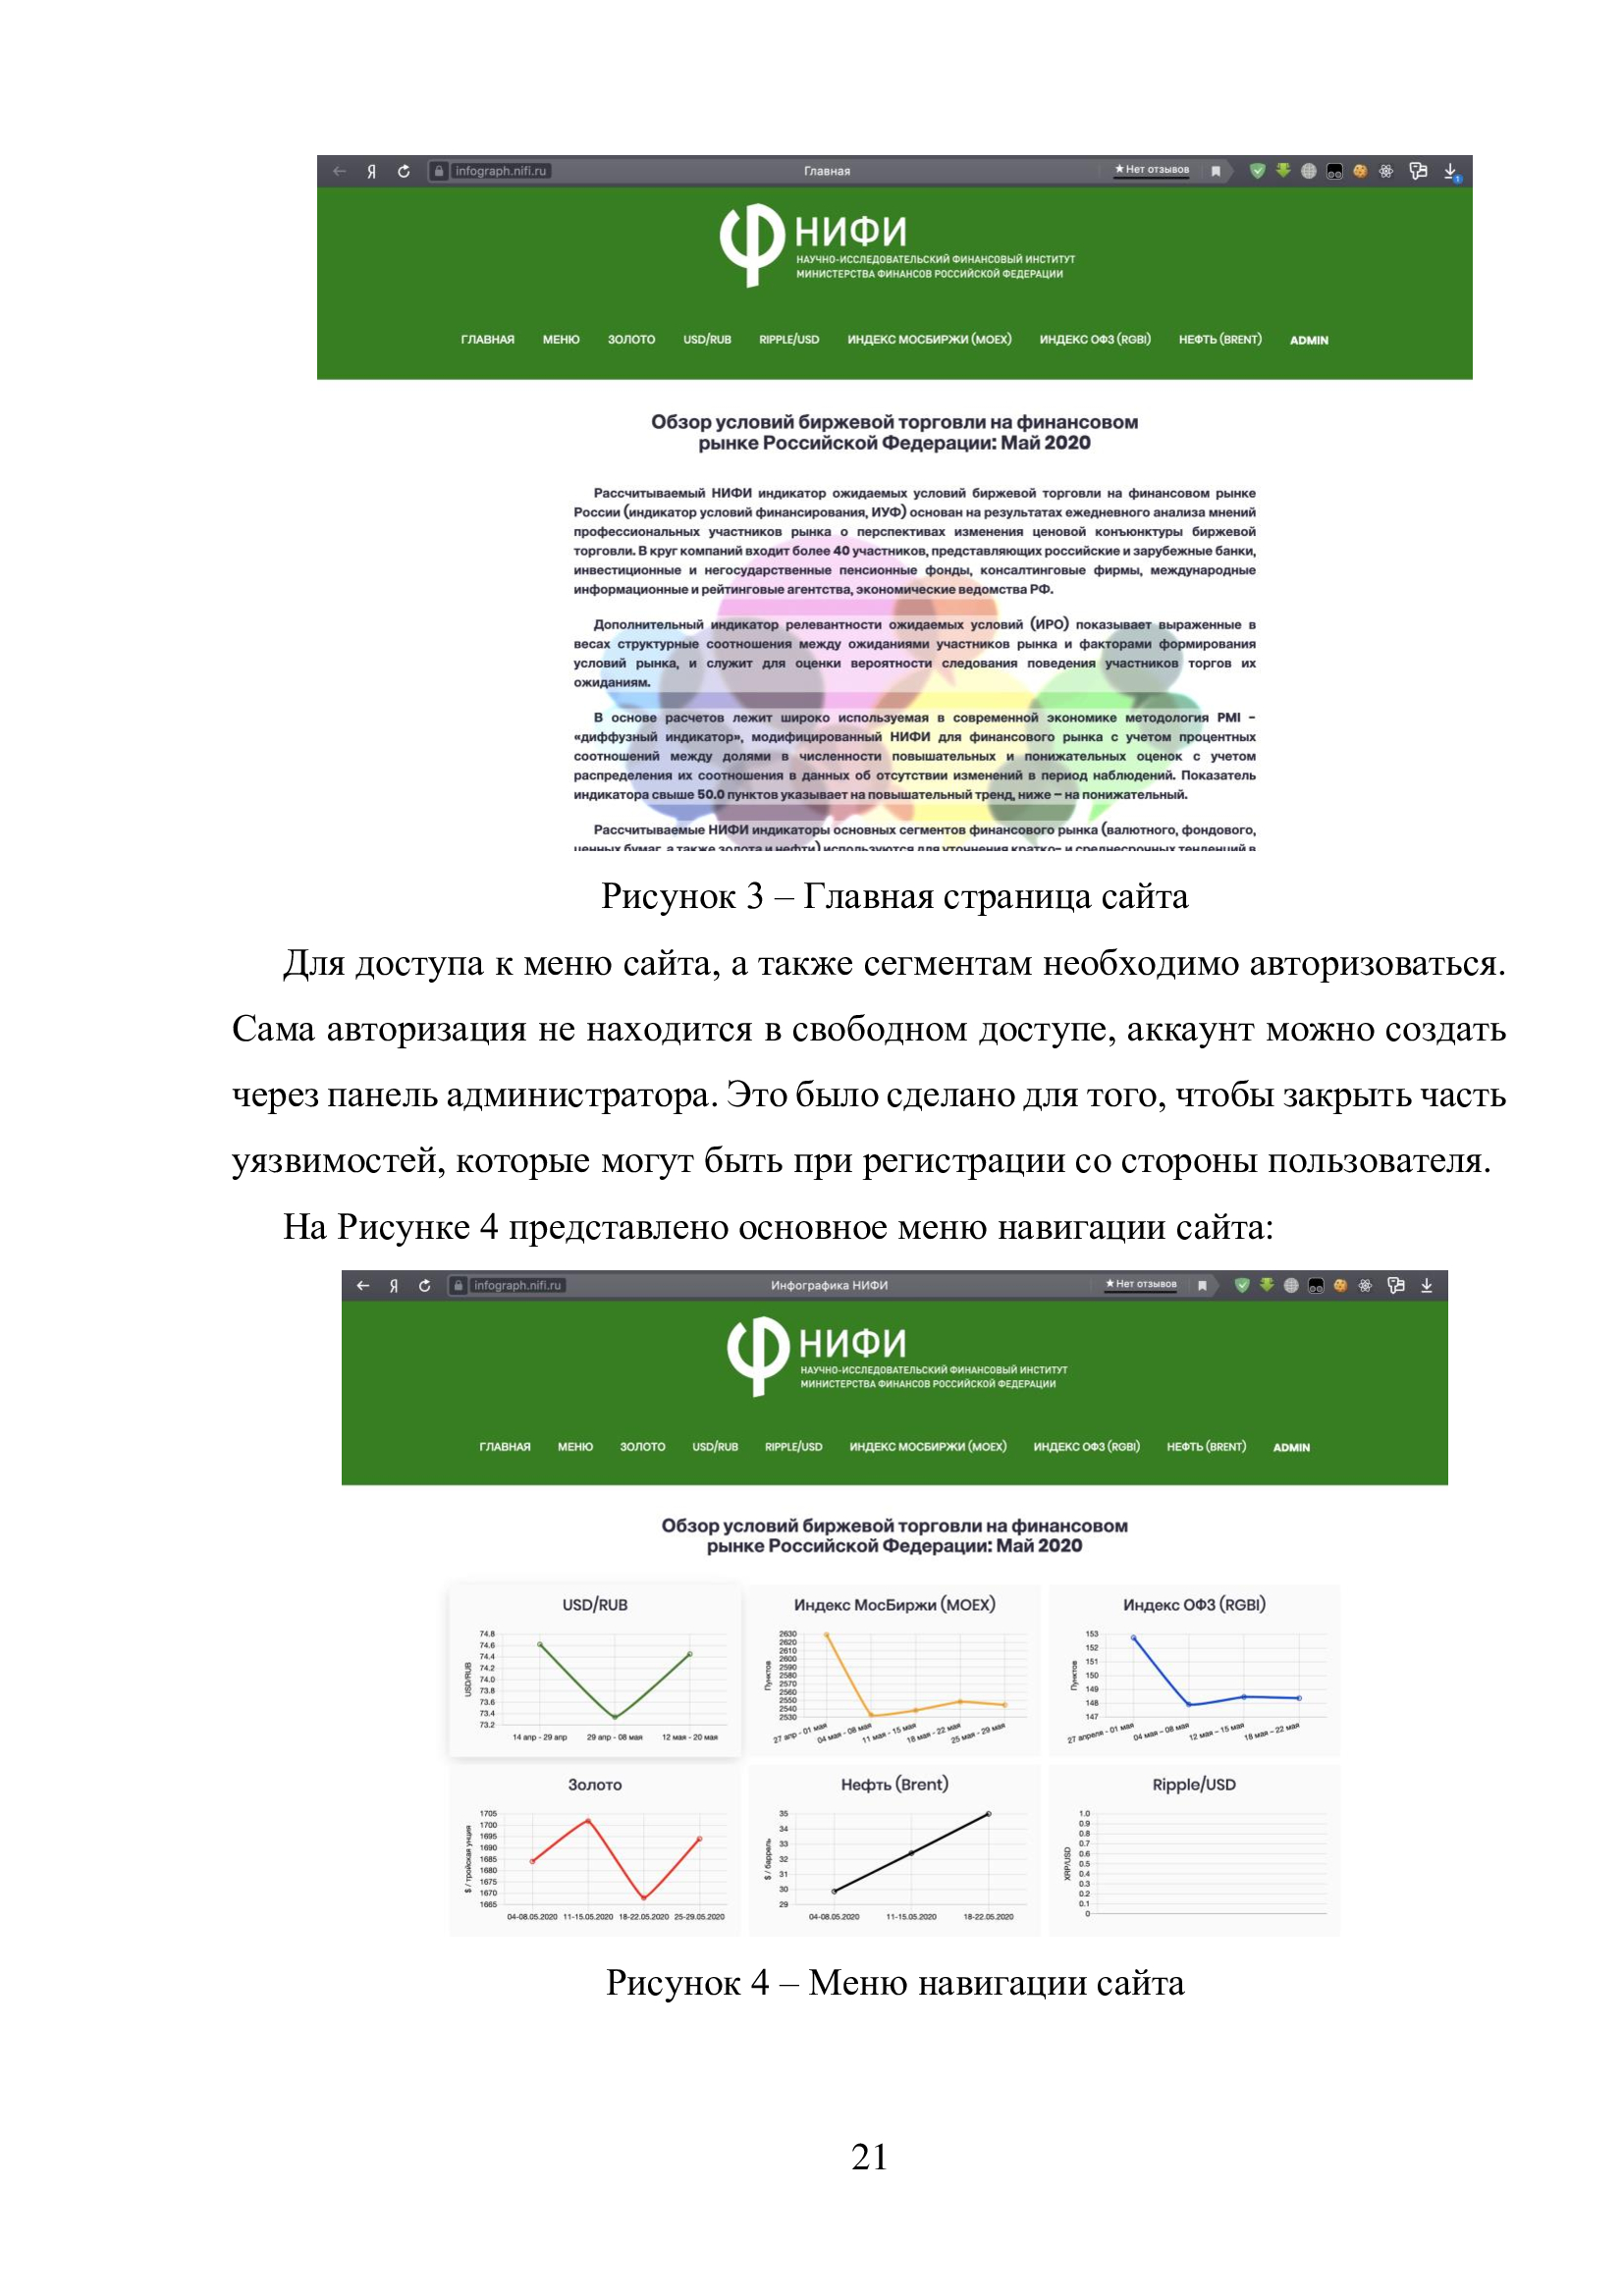 infograph.nifi.ru
Главная
★Нет отзывов
НИФИ
НАУЧНО-ИССЛЕДОВАТЕЛЬСКИЙ ФИНАНСОВЫЙ ИНСТИТУТ
МИНИСТЕРСТВА ФИНАНСОВ РОССИЙСКОЙ ФЕДЕРАЦИИ
ГЛАВНАЯ МЕНЮ ЗОЛОТО USD/RUB RIPPLE/USD ИНДЕКС МОСБИРЖИ (MOEX) ИНДЕКС ОФЗ (RGBI) НЕФТЬ (BRENT) ADMIN
Обзор условий биржевой торговли на финансовом
рынке Российской Федерации: Май 2020
Рассчитываемый НИФИ индикатор ожидаемых условий биржевой торговли на финансовом рынке
России (индикатор условий финансирования, ИУФ) основан на результатах ежедневного анализа мнений
профессиональных участников рынка о перспективах изменения ценовой конъюнктуры биржевой
торговли. В круг компаний входит более 40 участников, представляющих российские и зарубежные банки,
инвестиционные и негосударственные пенсионные фонды, консалтинговые фирмы, международные
информационные и рейтинговые агентства, экономические ведомства РФ.
Дополнительный индикатор релевантности ожидаемых условий (ИРО) показывает выраженные в
весах структурные соотношения между ожиданиями участников рынка и факторами формирования
условий рынка, и служит для оценки вероятности следования поведения участников торгов их
ожиданиям.
В основе расчетов лежит широко используемая в современной экономике методология PMI –
«диффузный индикатор», модифицированный НИФИ для финансового рынка с учетом процентных
соотношений между долями в численности повышательных и понижательных оценок с учетом
распределения их соотношения в данных об отсутствии изменений в период наблюдений. Показатель
индикатора свыше 50.0 пунктов указывает на повышательный тренд, ниже – на понижательный.
Рассчитываемые НИФИ индикаторы основных сегментов финансового рынка (валютного, фондового,
ценных бумаг, а также золота и нефти) используются для уточнения кратко- и среднесрочных тенденций в
Рисунок 3 – Главная страница сайта
Для доступа к меню сайта, а также сегментам необходимо авторизоваться.
Сама авторизация не находится в свободном доступе, аккаунт можно создать
через панель администратора. Это было сделано для того, чтобы закрыть часть
уязвимостей, которые могут быть при регистрации со стороны пользователя.
На Рисунке 4 представлено основное меню навигации сайта:
infograph.nifi.ru
Инфографика НИФИ
★Нет отзывов
НИФИ
НАУЧНО-ИССЛЕДОВАТЕЛЬСКИЙ ФИНАНСОВЫЙ ИНСТИТУТ
МИНИСТЕРСТВА ФИНАНСОВ РОССИЙСКОЙ ФЕДЕРАЦИИ
ГЛАВНАЯ МЕНЮ ЗОЛОТО USD/RUB RIPPLE/USD ИНДЕКС МОСБИРЖИ (MOEX) ИНДЕКС ОФЗ (RGBI) НЕФТЬ (BRENT) ADMIN
Обзор условий биржевой торговли на финансовом
рынке Российской Федерации: Май 2020
USD/RUB
74.8
74.6
74.4
74.2
74.0
73.8
73.6
73.4
73.2
USD/RUB
14 апр - 29 апр 29 апр - 08 мая 12 мая - 20 мая
Индекс МосБиржи (MOEX)
2630
2620
2610
2600
2590
2580
2570
2560
2550
2540
2530
Пунктов
27 апр - 01 мая 04 мая - 08 мая 11 мая - 15 мая 18 мая - 22 мая 25 мая - 29 мая
Индекс ОФЗ (RGBI)
153
152
151
150
149
148
147
Пунктов
27 апреля - 01 мая 04 мая – 08 мая 12 мая – 15 мая 18 мая – 22 мая
Золото
1705
1700
1695
1690
1685
1680
1675
1670
1665
$ / тройская унция
04-08.05.2020 11-15.05.2020 18-22.05.2020 25-29.05.2020
Нефть (Brent)
35
34
33
32
31
30
29
$ / баррель
04-08.05.2020 11-15.05.2020 18-22.05.2020
Ripple/USD
1.0
0.9
0.8
0.7
0.6
0.5
0.4
0.3
0.2
0.1
0
XRP/USD
Рисунок 4 – Меню навигации сайта
21